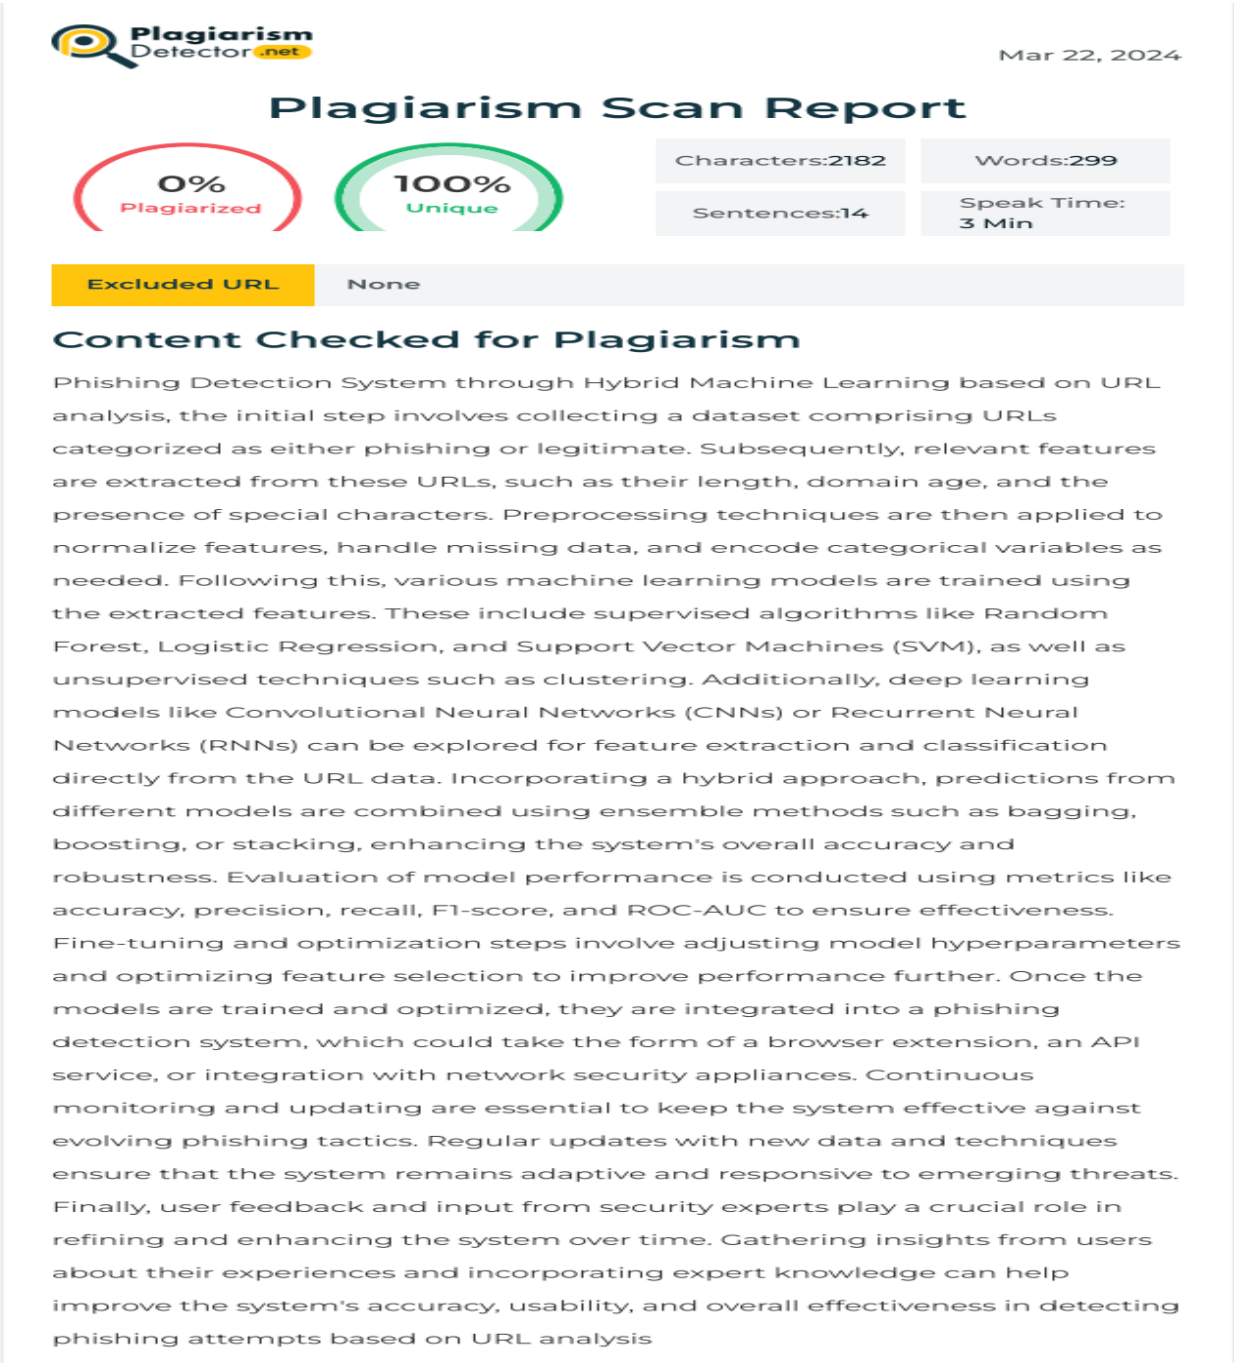 Plagiarism
Detector .net
Mar 22, 2024
Plagiarism Scan Report
0%
Plagiarized
100%
Unique
Characters:2182
Words:299
Sentences:14
Speak Time:
3 Min
Excluded URL
None
Content Checked for Plagiarism
Phishing Detection System through Hybrid Machine Learning based on URL
analysis, the initial step involves collecting a dataset comprising URLs
categorized as either phishing or legitimate. Subsequently, relevant features
are extracted from these URLs, such as their length, domain age, and the
presence of special characters. Preprocessing techniques are then applied to
normalize features, handle missing data, and encode categorical variables as
needed. Following this, various machine learning models are trained using
the extracted features. These include supervised algorithms like Random
Forest, Logistic Regression, and Support Vector Machines (SVM), as well as
unsupervised techniques such as clustering. Additionally, deep learning
models like Convolutional Neural Networks (CNNs) or Recurrent Neural
Networks (RNNs) can be explored for feature extraction and classification
directly from the URL data. Incorporating a hybrid approach, predictions from
different models are combined using ensemble methods such as bagging,
boosting, or stacking, enhancing the system's overall accuracy and
robustness. Evaluation of model performance is conducted using metrics like
accuracy, precision, recall, F1-score, and ROC-AUC to ensure effectiveness.
Fine-tuning and optimization steps involve adjusting model hyperparameters
and optimizing feature selection to improve performance further. Once the
models are trained and optimized, they are integrated into a phishing
detection system, which could take the form of a browser extension, an API
service, or integration with network security appliances. Continuous
monitoring and updating are essential to keep the system effective against
evolving phishing tactics. Regular updates with new data and techniques
ensure that the system remains adaptive and responsive to emerging threats.
Finally, user feedback and input from security experts play a crucial role in
refining and enhancing the system over time. Gathering insights from users
about their experiences and incorporating expert knowledge can help
improve the system's accuracy, usability, and overall effectiveness in detecting
phishing attempts based on URL analysis